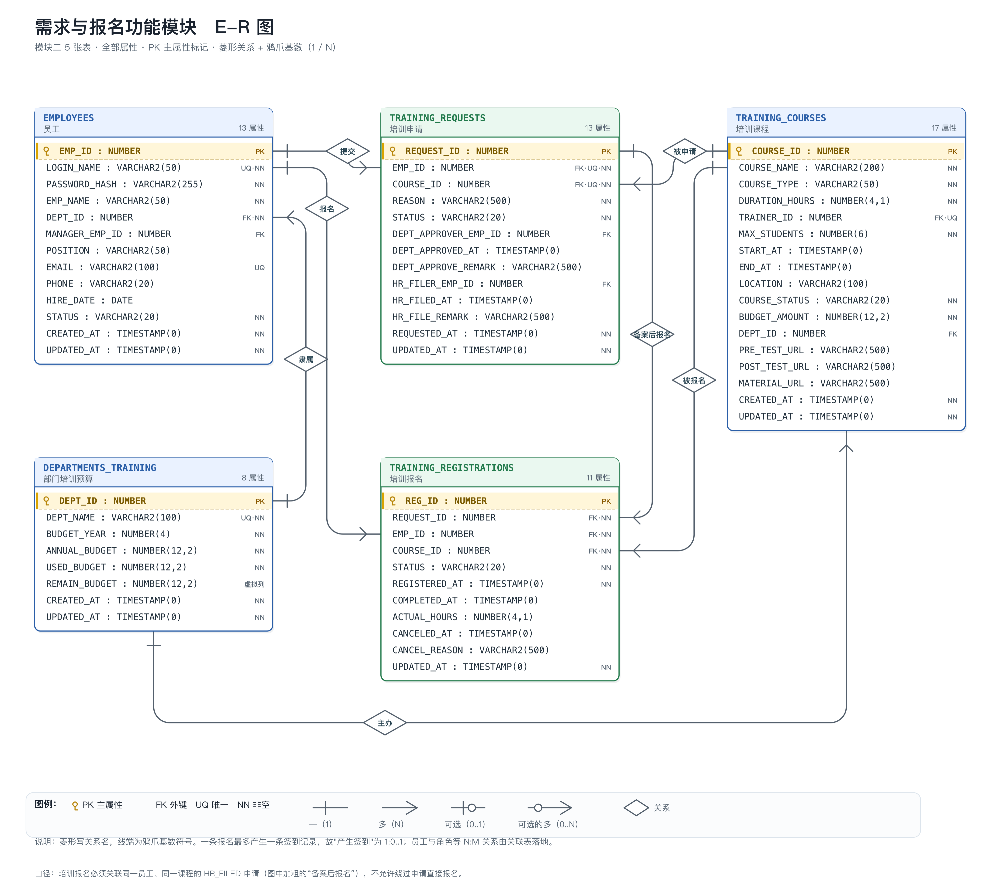 需求与报名功能模块 E–R 图
模块二 5 张表 · 全部属性 · PK 主属性标记 · 菱形关系 + 鸦爪基数（1 / N）
EMPLOYEES
员工 13 属性
EMP_ID : NUMBER PK
LOGIN_NAME : VARCHAR2(50) UQ·NN
PASSWORD_HASH : VARCHAR2(255) NN
EMP_NAME : VARCHAR2(50) NN
DEPT_ID : NUMBER FK·NN
MANAGER_EMP_ID : NUMBER FK
POSITION : VARCHAR2(50)
EMAIL : VARCHAR2(100) UQ
PHONE : VARCHAR2(20)
HIRE_DATE : DATE
STATUS : VARCHAR2(20) NN
CREATED_AT : TIMESTAMP(0) NN
UPDATED_AT : TIMESTAMP(0) NN
提交
报名
隶属
TRAINING_REQUESTS
培训申请 13 属性
REQUEST_ID : NUMBER PK
EMP_ID : NUMBER FK·UQ·NN
COURSE_ID : NUMBER FK·UQ·NN
REASON : VARCHAR2(500) NN
STATUS : VARCHAR2(20) NN
DEPT_APPROVER_EMP_ID : NUMBER FK
DEPT_APPROVED_AT : TIMESTAMP(0)
DEPT_APPROVE_REMARK : VARCHAR2(500)
HR_FILER_EMP_ID : NUMBER FK
HR_FILED_AT : TIMESTAMP(0)
HR_FILE_REMARK : VARCHAR2(500)
REQUESTED_AT : TIMESTAMP(0) NN
UPDATED_AT : TIMESTAMP(0) NN
被申请
备案后报名
被报名
TRAINING_COURSES
培训课程 17 属性
COURSE_ID : NUMBER PK
COURSE_NAME : VARCHAR2(200) NN
COURSE_TYPE : VARCHAR2(50) NN
DURATION_HOURS : NUMBER(4,1) NN
TRAINER_ID : NUMBER FK·UQ
MAX_STUDENTS : NUMBER(6) NN
START_AT : TIMESTAMP(0)
END_AT : TIMESTAMP(0)
LOCATION : VARCHAR2(100)
COURSE_STATUS : VARCHAR2(20) NN
BUDGET_AMOUNT : NUMBER(12,2) NN
DEPT_ID : NUMBER FK
PRE_TEST_URL : VARCHAR2(500)
POST_TEST_URL : VARCHAR2(500)
MATERIAL_URL : VARCHAR2(500)
CREATED_AT : TIMESTAMP(0) NN
UPDATED_AT : TIMESTAMP(0) NN
DEPARTMENTS_TRAINING
部门培训预算 8 属性
DEPT_ID : NUMBER PK
DEPT_NAME : VARCHAR2(100) UQ·NN
BUDGET_YEAR : NUMBER(4) NN
ANNUAL_BUDGET : NUMBER(12,2) NN
USED_BUDGET : NUMBER(12,2) NN
REMAIN_BUDGET : NUMBER(12,2) 虚拟列
CREATED_AT : TIMESTAMP(0) NN
UPDATED_AT : TIMESTAMP(0) NN
TRAINING_REGISTRATIONS
培训报名 11 属性
REG_ID : NUMBER PK
REQUEST_ID : NUMBER FK·NN
EMP_ID : NUMBER FK·NN
COURSE_ID : NUMBER FK·NN
STATUS : VARCHAR2(20) NN
REGISTERED_AT : TIMESTAMP(0) NN
COMPLETED_AT : TIMESTAMP(0)
ACTUAL_HOURS : NUMBER(4,1)
CANCELED_AT : TIMESTAMP(0)
CANCEL_REASON : VARCHAR2(500)
UPDATED_AT : TIMESTAMP(0) NN
主办
图例： PK 主属性 FK 外键 UQ 唯一 NN 非空 关系
一（1） 多（N） 可选（0..1） 可选的多（0..N）
说明：菱形写关系名，线端为鸦爪基数符号。一条报名最多产生一条签到记录，故"产生签到"为 1:0..1；员工与角色等 N:M 关系由关联表落地。
口径：培训报名必须关联同一员工、同一课程的 HR_FILED 申请（图中加粗的“备案后报名”），不允许绕过申请直接报名。